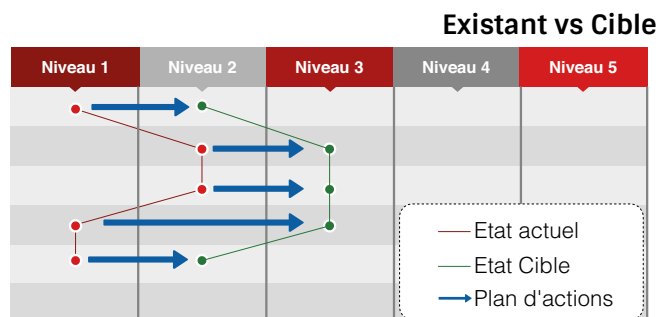 Existant vs Cible
Niveau 1 Niveau 2 Niveau 3 Niveau 4 Niveau 5
Etat actuel
Etat Cible
Plan d'actions